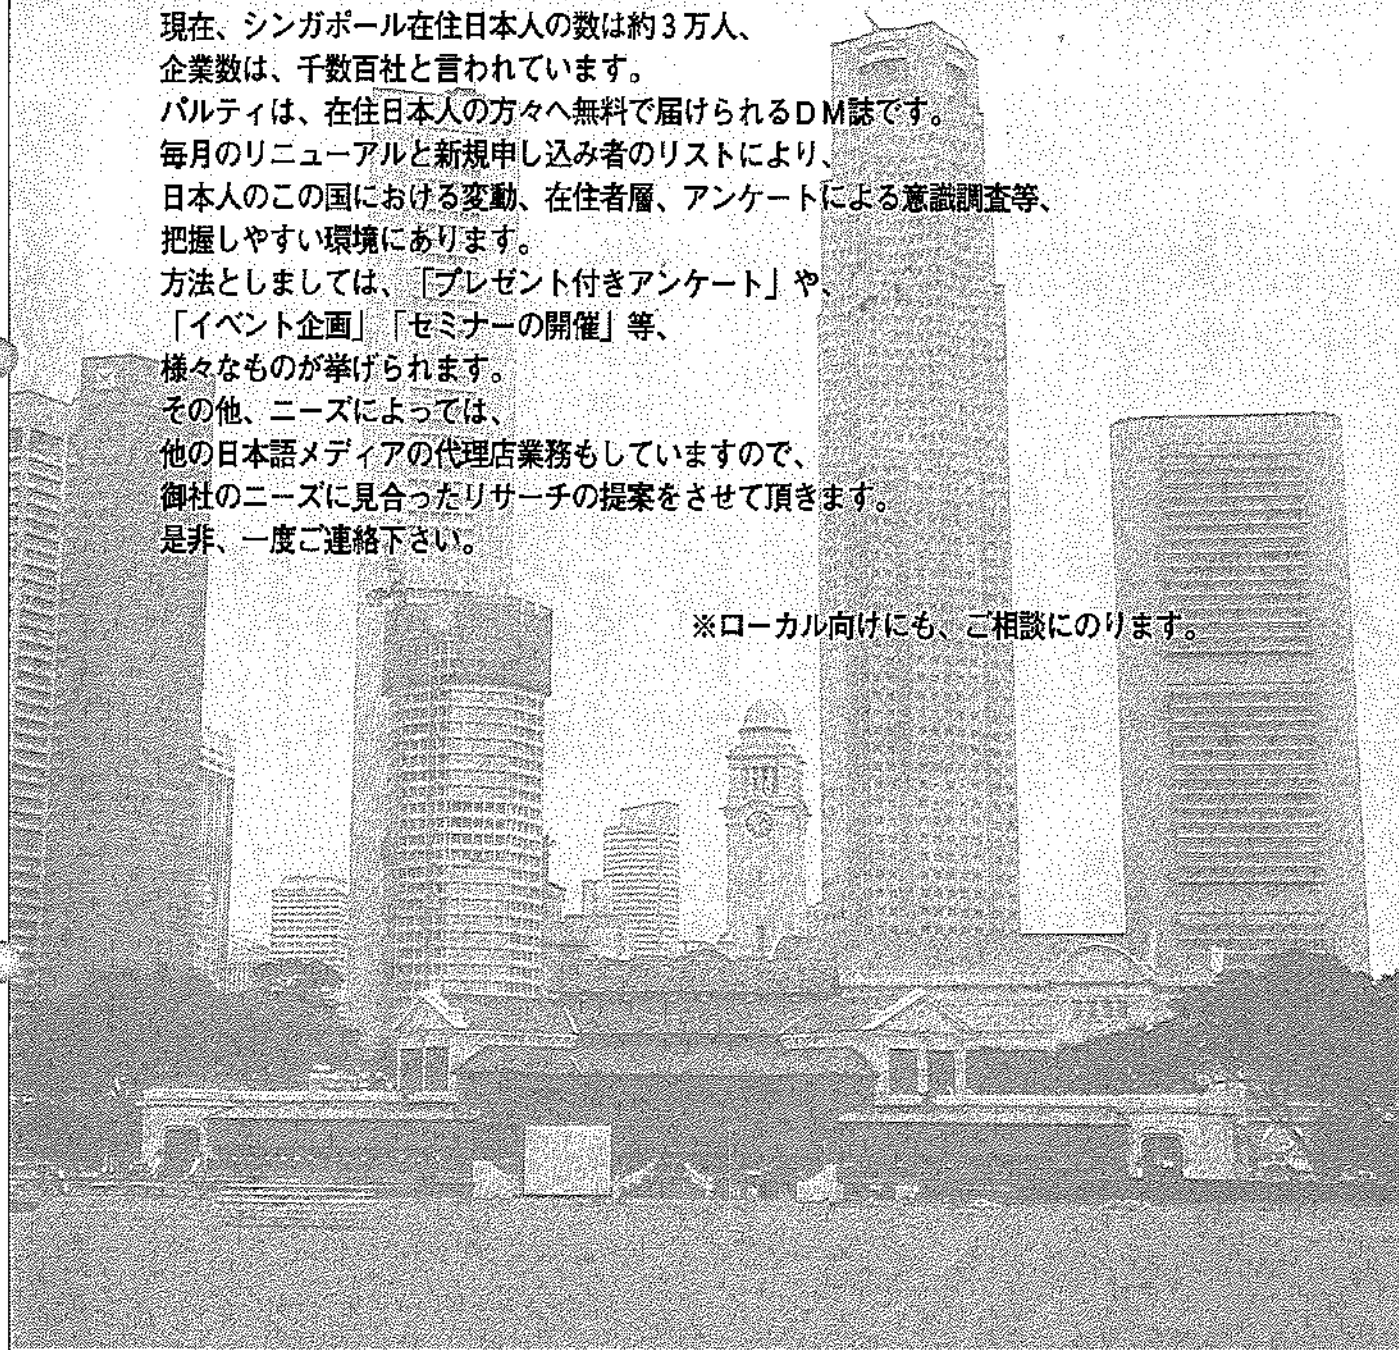 現在、シンガポール在住日本人の数は約3万人、
企業数は、千数百社と言われています。
パルティは、在住日本人の方々へ無料で届けられるDM誌です。
毎月のリニューアルと新規申し込み者のリストにより、
日本人のこの国における変動、在住者層、アンケートによる意識調査等、
把握しやすい環境にあります。
方法としましては、「プレゼント付きアンケート」や、
「イベント企画」「セミナーの開催」等、
様々なものが挙げられます。
その他、ニーズによっては、
他の日本語メディアの代理店業務もしていますので、
御社のニーズに見合ったリサーチの提案をさせて頂きます。
是非、一度ご連絡下さい。
※ローカル向けにも、ご相談にのります。